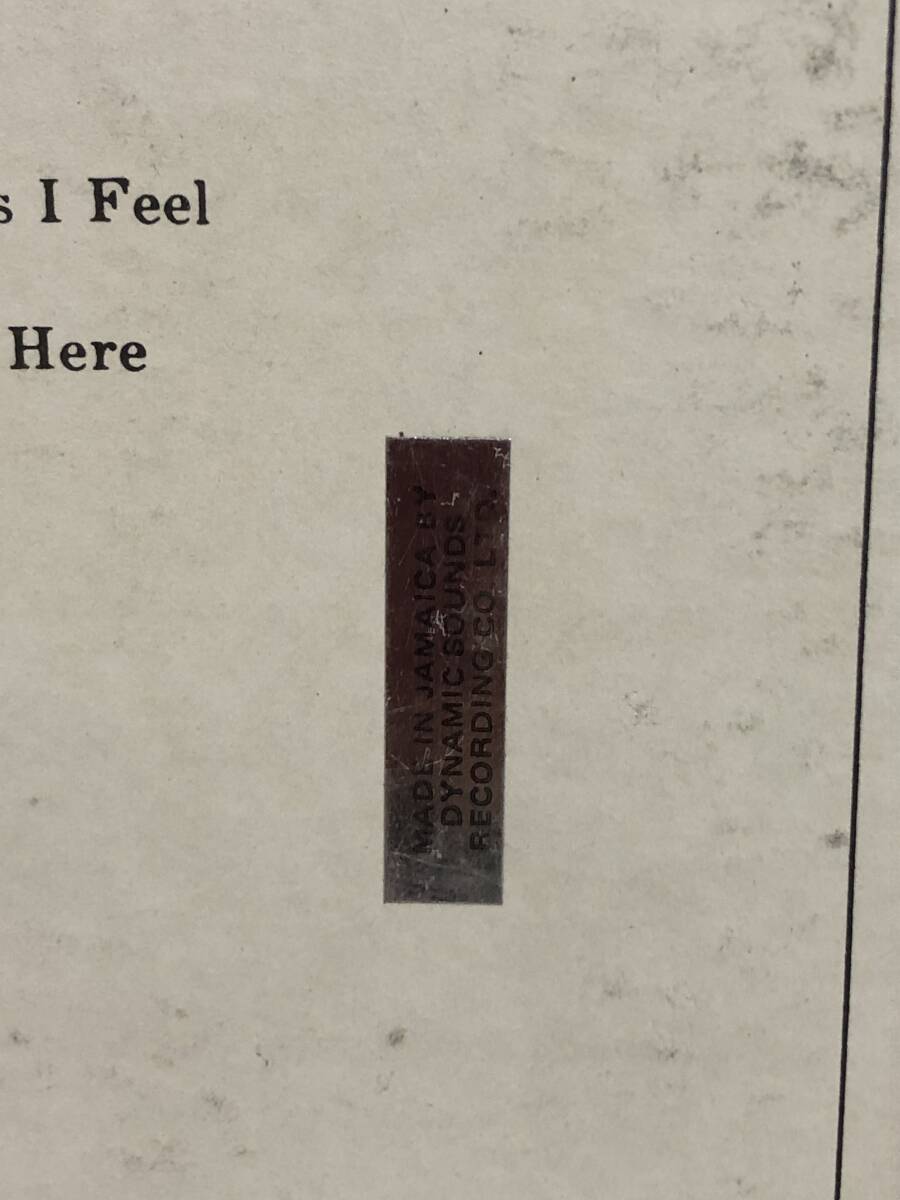 s I Feel
Here
MADE IN JAMAICA BY
DYNAMIC SOUNDS
RECORDING CO. LTD.